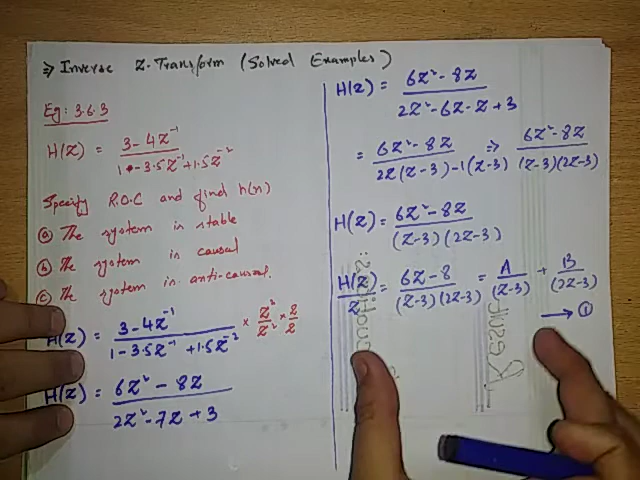 ⇒ Inverse Z-Transform (Solved Examples)
Eg: 3.6.3
H(z) = 3-4z⁻¹ / 1-3.5z⁻¹+1.5z⁻²
Specify R.O.C and find h(n)
(a) The system is stable
(b) The system is causal
(c) The system is anti-causal.
H(z) = 3-4z⁻¹ / 1-3.5z⁻¹+1.5z⁻² × z²/z² × 2/2
H(z) = 6z²-8z / 2z²-7z+3
H(z) = 6z²-8z / 2z²-6z-z+3
= 6z²-8z / 2z(z-3)-1(z-3) ⇒ 6z²-8z / (z-3)(2z-3)
H(z) = 6z²-8z / (z-3)(2z-3)
H(z)/z = 6z-8 / (z-3)(2z-3) = A/(z-3) + B/(2z-3)
→ ①